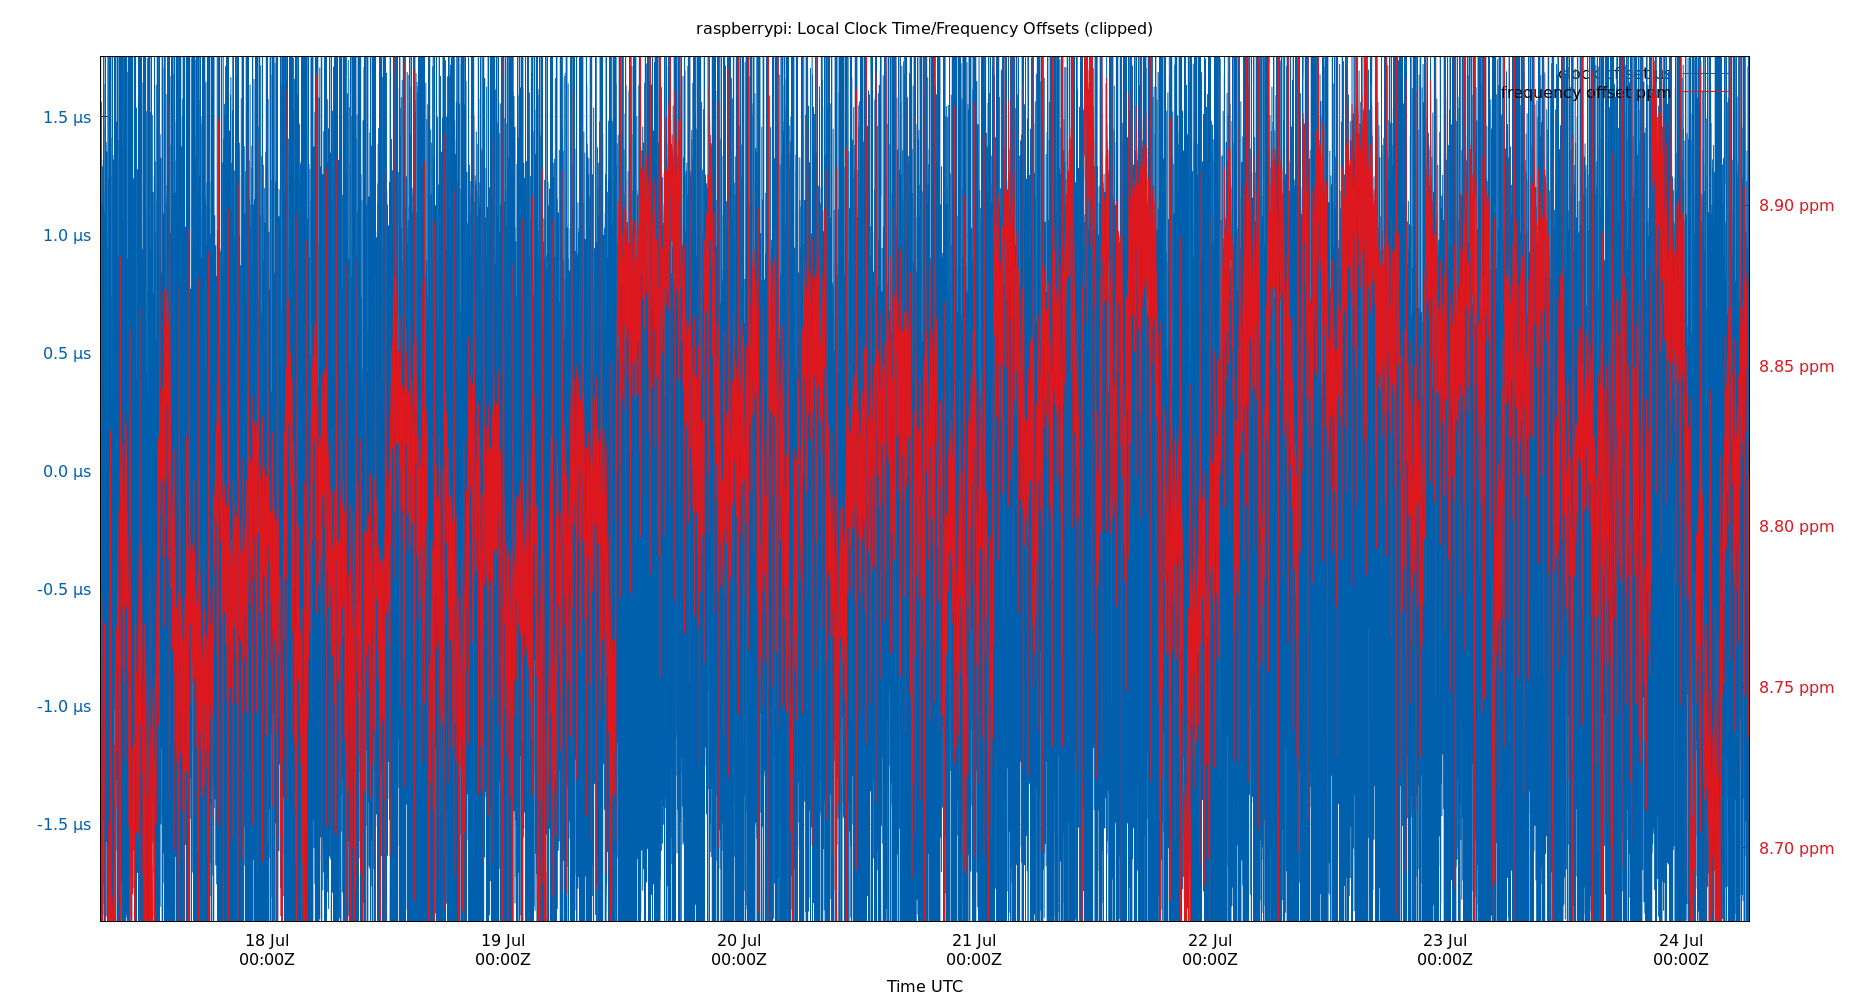 raspberrypi: Local Clock Time/Frequency Offsets (clipped)
clock offset us
frequency offset ppm
1.5 µs
1.0 µs
0.5 µs
0.0 µs
-0.5 µs
-1.0 µs
-1.5 µs
8.90 ppm
8.85 ppm
8.80 ppm
8.75 ppm
8.70 ppm
18 Jul 19 Jul 20 Jul 21 Jul 22 Jul 23 Jul 24 Jul
00:00Z 00:00Z 00:00Z 00:00Z 00:00Z 00:00Z 00:00Z
Time UTC